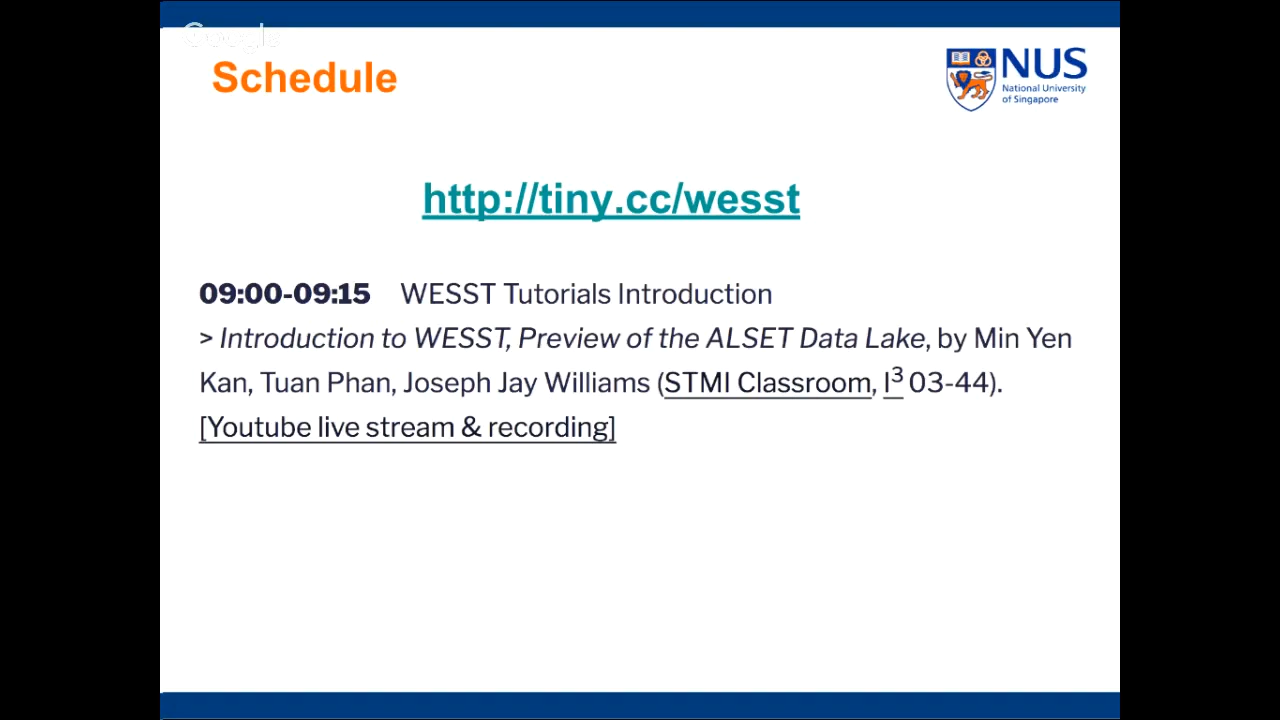 Google
Schedule
NUS
National University
of Singapore
http://tiny.cc/wesst
09:00-09:15 WESST Tutorials Introduction
> Introduction to WESST, Preview of the ALSET Data Lake, by Min Yen
Kan, Tuan Phan, Joseph Jay Williams (STMI Classroom, I³ 03-44).
[Youtube live stream & recording]